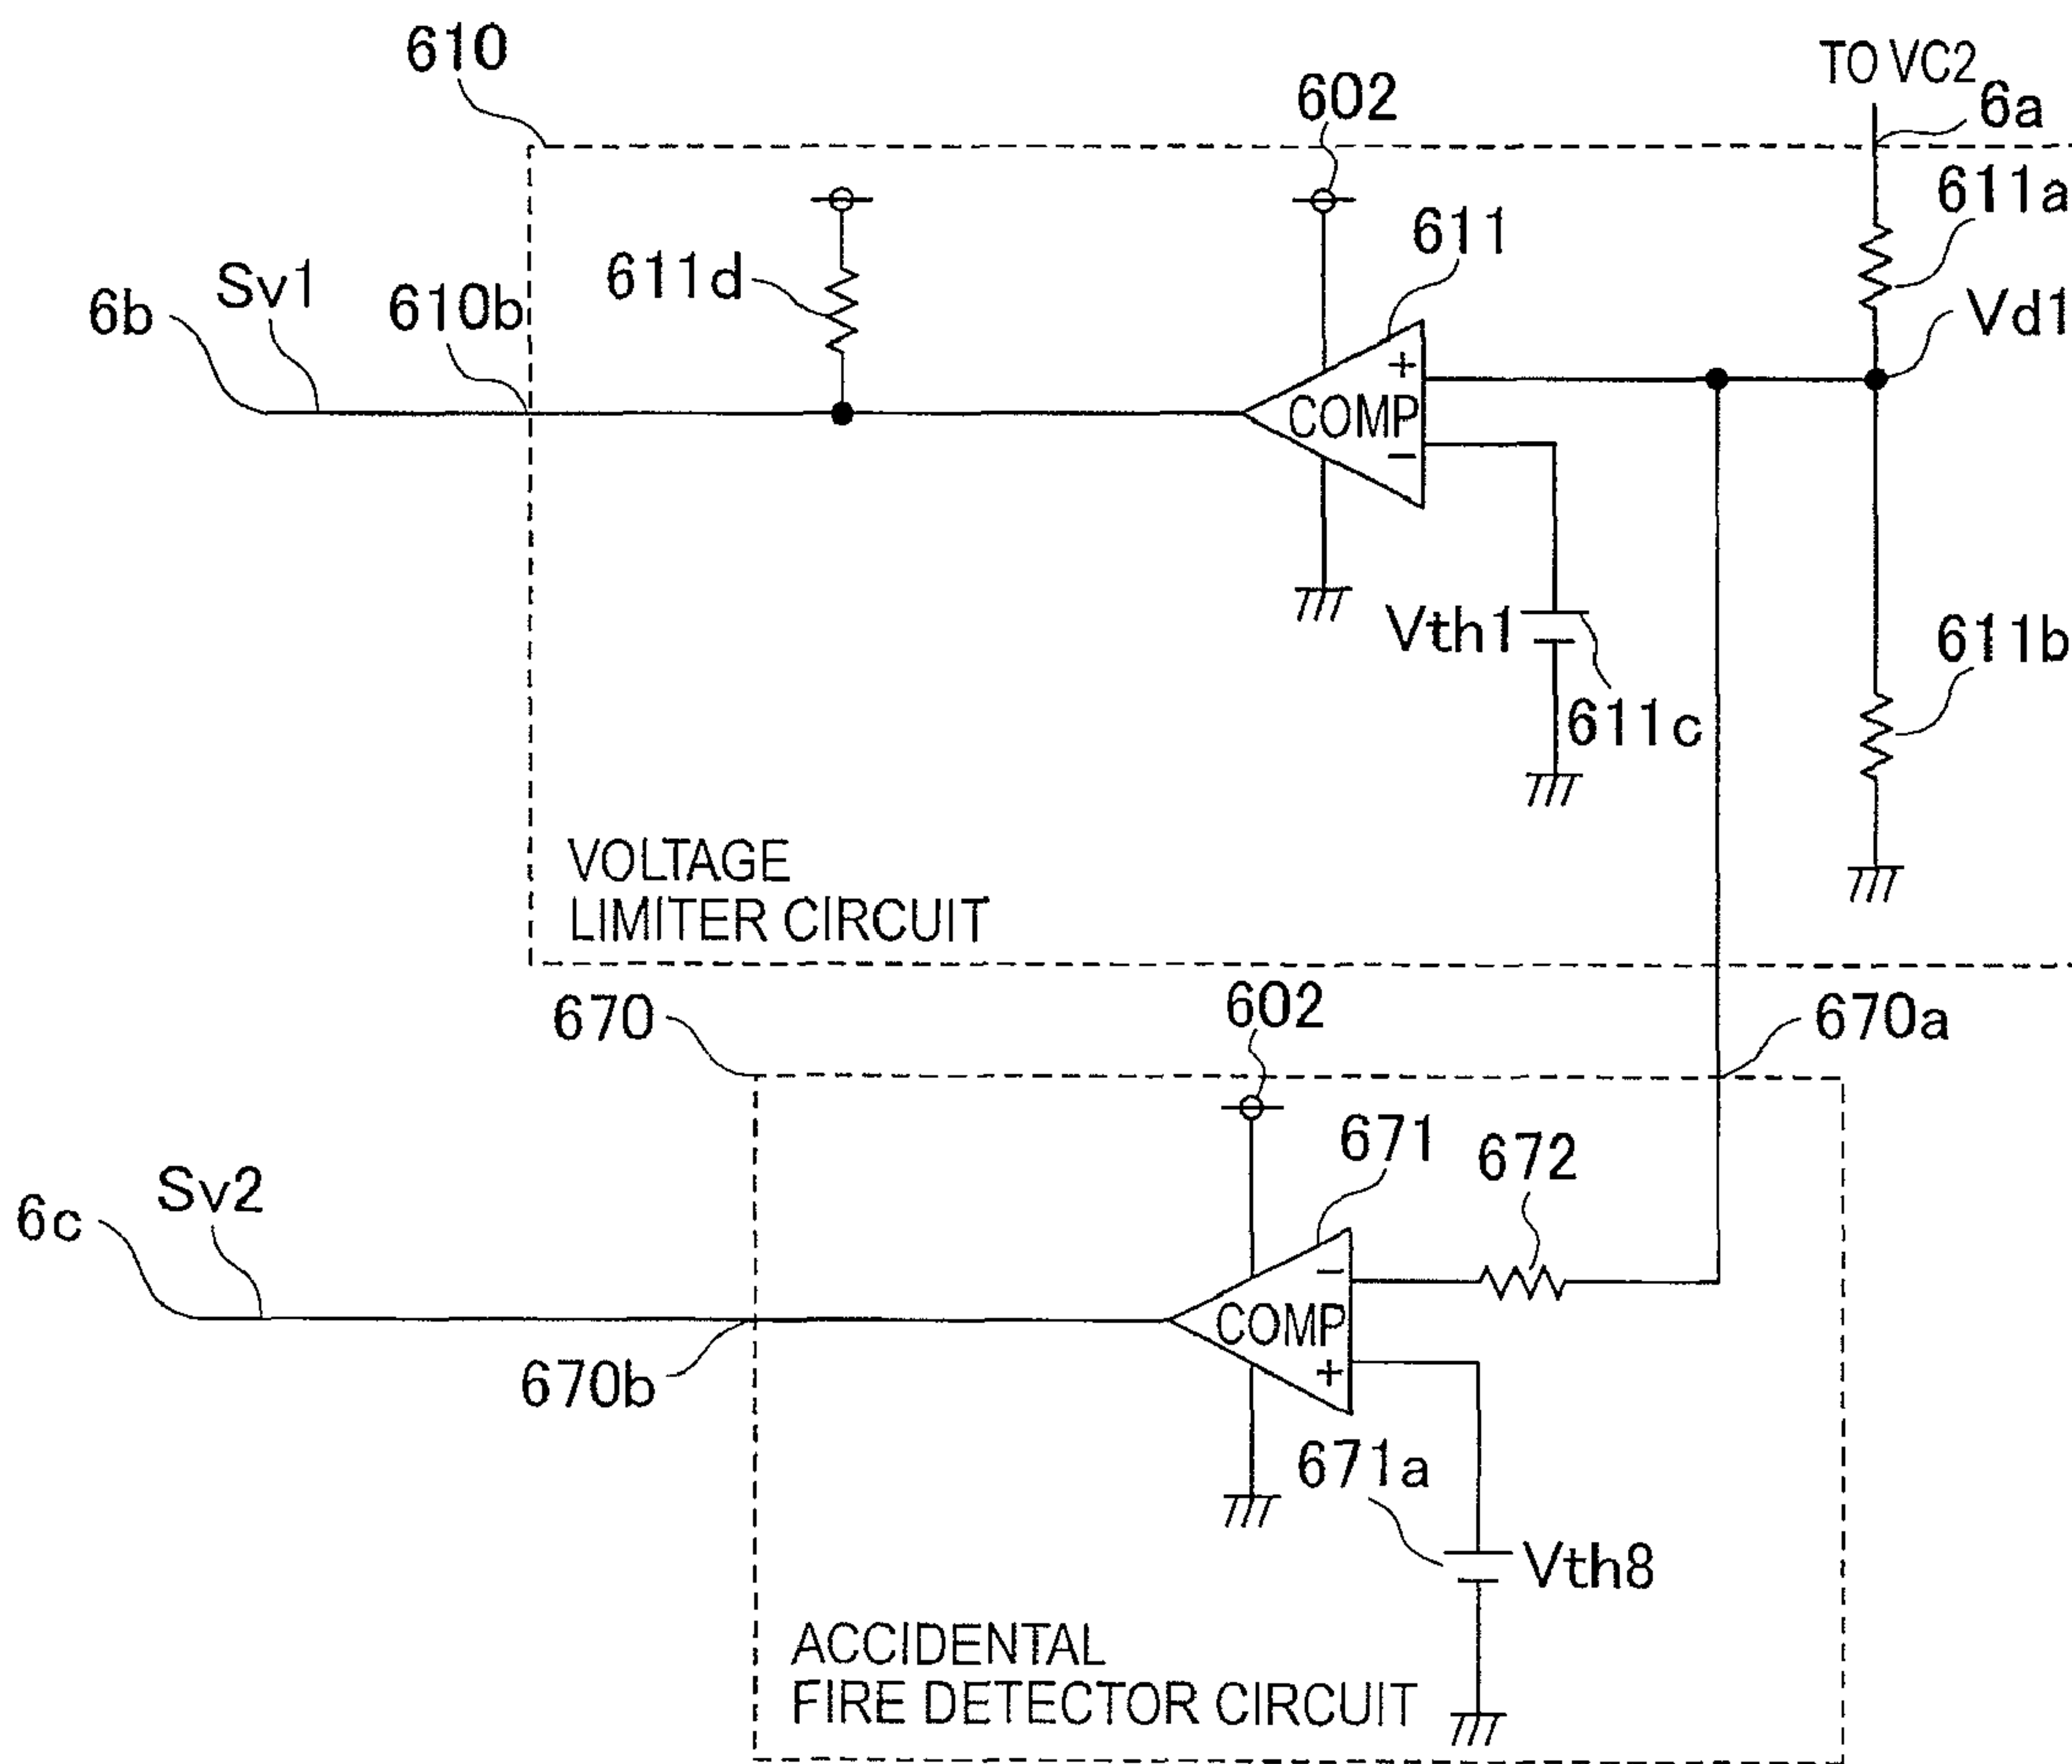 610
TO VC2
602
6a
611a
611
611d
Sv1
610b
6b
Vd1
+
COMP
−
Vth1
611b
611c
VOLTAGE
LIMITER CIRCUIT
670
602
670a
671
672
Sv2
6c
−
COMP
+
670b
671a
Vth8
ACCIDENTAL
FIRE DETECTOR CIRCUIT